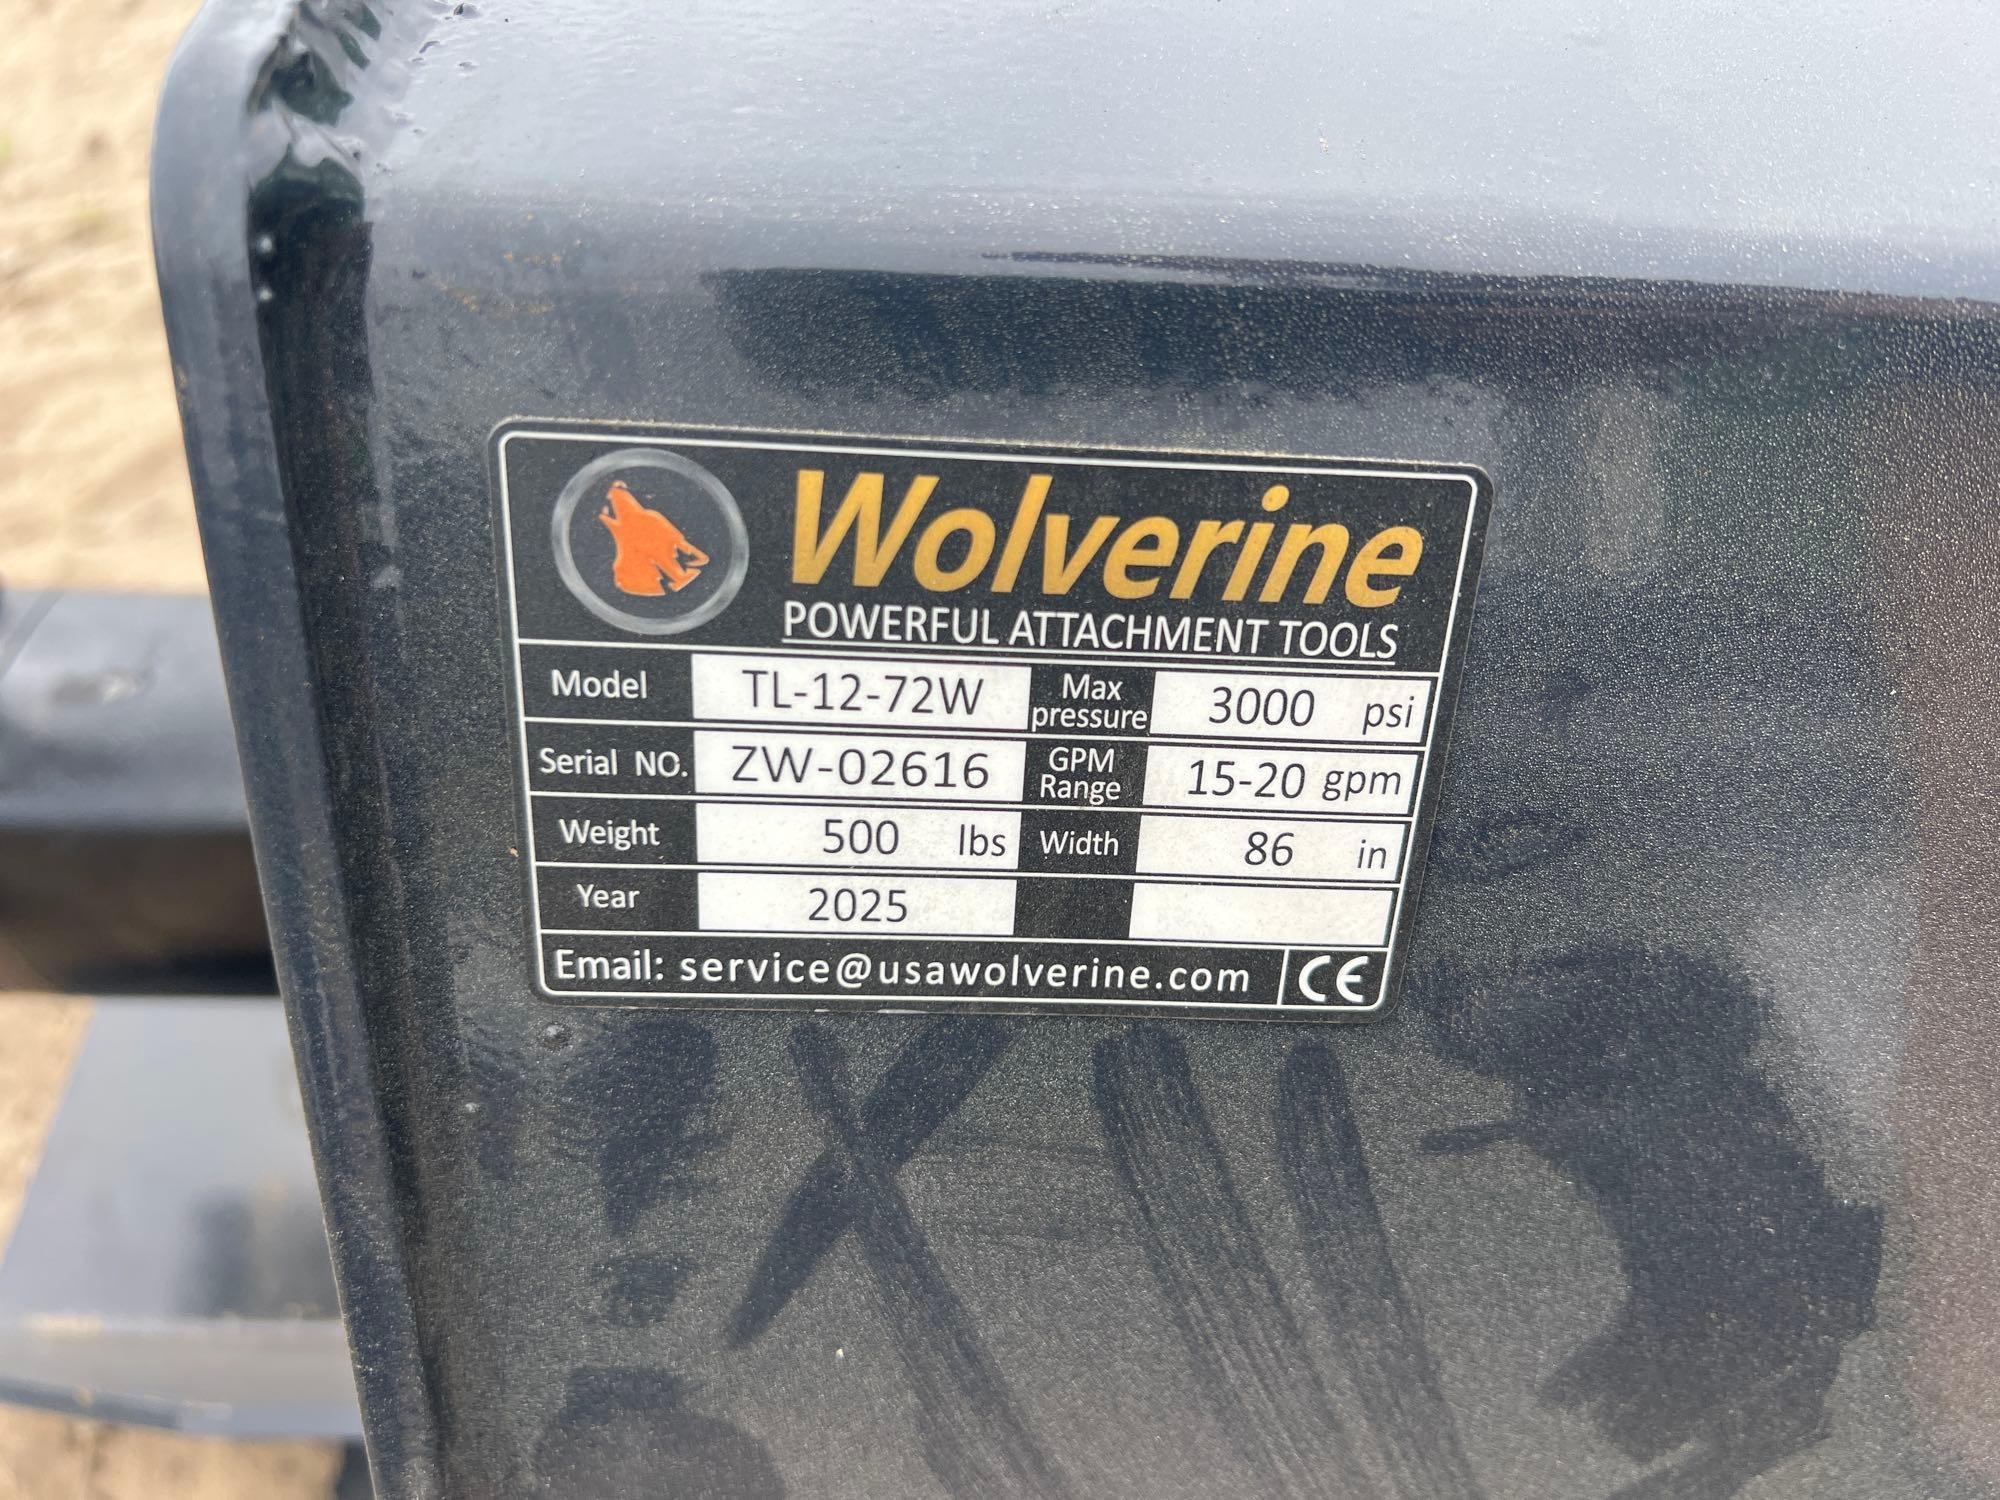 Wolverine
POWERFUL ATTACHMENT TOOLS
Model TL-12-72W Max pressure 3000 psi
Serial NO. ZW-02616 GPM Range 15-20 gpm
Weight 500 lbs Width 86 in
Year 2025
Email: service@usawolverine.com CE